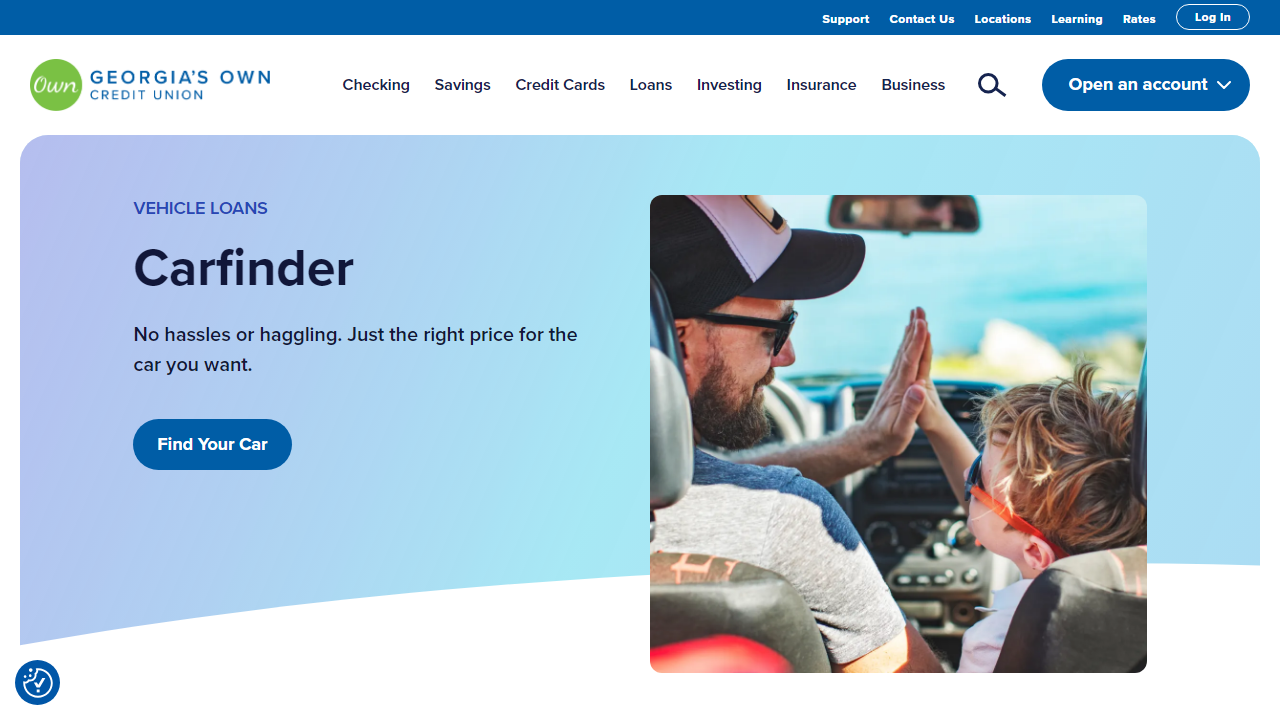 Support Contact Us Locations Learning Rates Log In
Own GEORGIA'S OWN
CREDIT UNION
Checking Savings Credit Cards Loans Investing Insurance Business Open an account
VEHICLE LOANS
Carfinder
No hassles or haggling. Just the right price for the
car you want.
Find Your Car